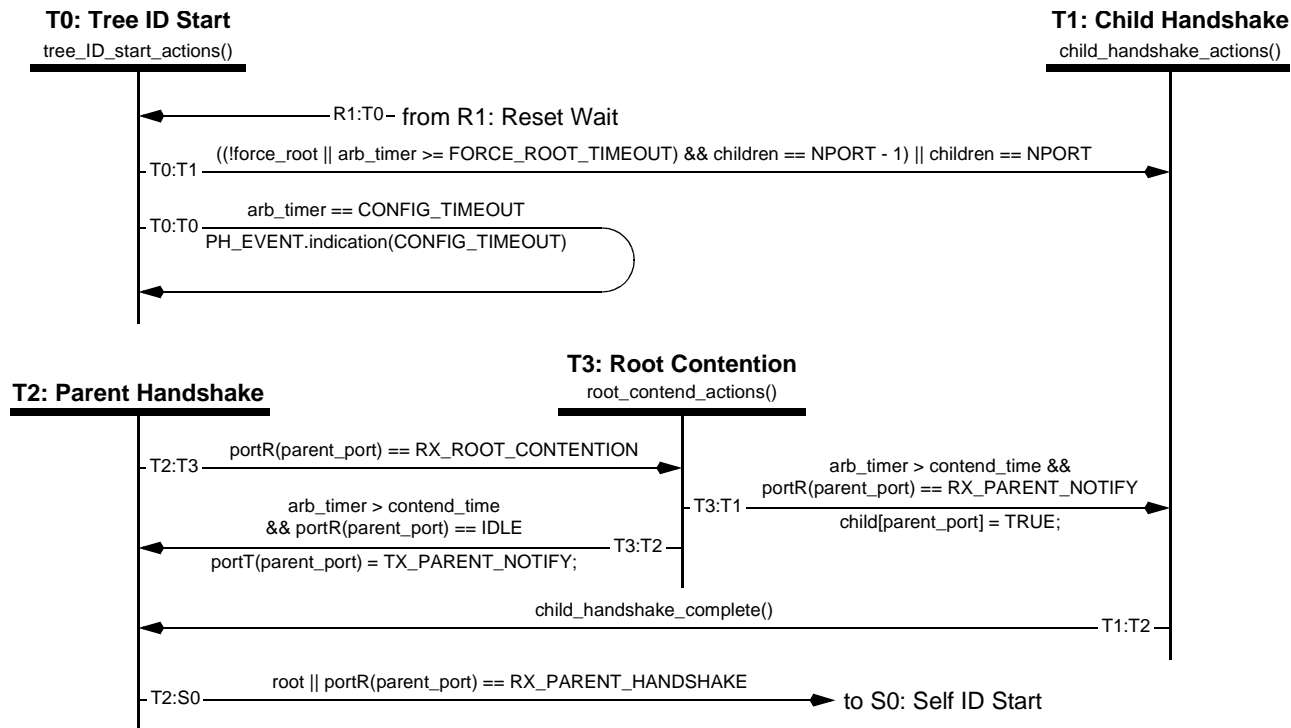 T0: Tree ID Start
tree_ID_start_actions()
T1: Child Handshake
child_handshake_actions()
R1:T0
from R1: Reset Wait
((!force_root || arb_timer >= FORCE_ROOT_TIMEOUT) && children == NPORT - 1) || children == NPORT
T0:T1
arb_timer == CONFIG_TIMEOUT
T0:T0
PH_EVENT.indication(CONFIG_TIMEOUT)
T2: Parent Handshake
T3: Root Contention
root_contend_actions()
portR(parent_port) == RX_ROOT_CONTENTION
T2:T3
arb_timer > contend_time &&
portR(parent_port) == RX_PARENT_NOTIFY
T3:T1
child[parent_port] = TRUE;
arb_timer > contend_time
&& portR(parent_port) == IDLE
T3:T2
portT(parent_port) = TX_PARENT_NOTIFY;
child_handshake_complete()
T1:T2
root || portR(parent_port) == RX_PARENT_HANDSHAKE
T2:S0
to S0: Self ID Start